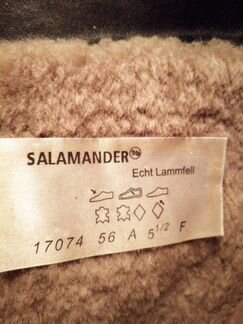 SALAMANDER
Echt Lammfell
17074 56 A 5 1/2 F